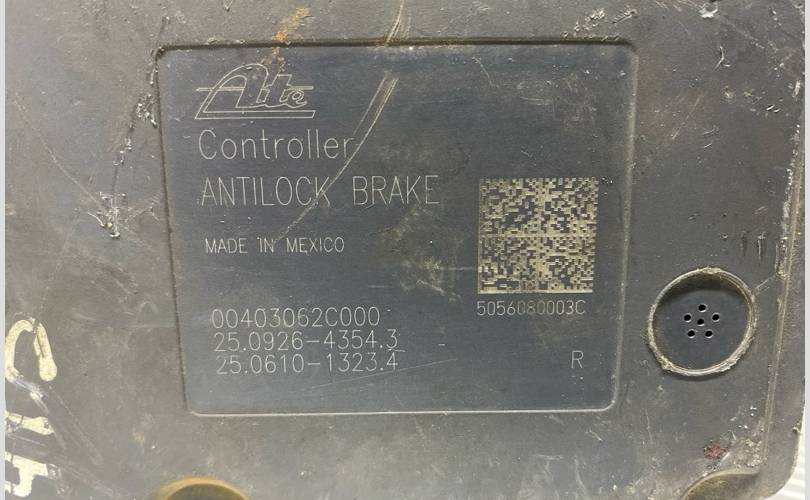 Ate
Controller
ANTILOCK BRAKE
MADE IN MEXICO
5056080003C
00403062C000
25.0926-4354.3
25.0610-1323.4
R